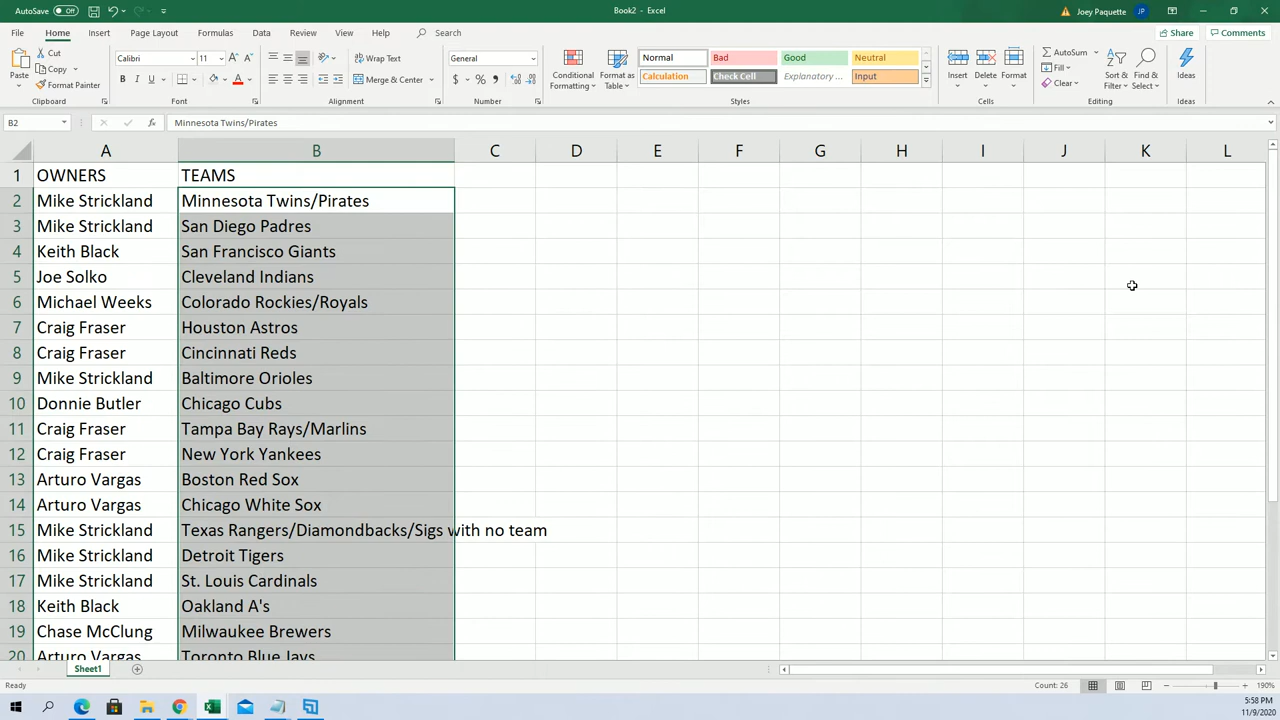 AutoSave Off Book2 - Excel Joey Paquette JP
File Home Insert Page Layout Formulas Data Review View Help Search Share Comments
Paste Cut Copy Format Painter Clipboard
Calibri 11 B I U Font
Wrap Text Merge & Center Alignment
General $ % Number
Conditional Formatting Format as Table
Normal Bad Good Neutral
Calculation Check Cell Explanatory ... Input
Styles
Insert Delete Format Cells
AutoSum Fill Clear Sort & Filter Find & Select Editing
Ideas Ideas
B2 fx Minnesota Twins/Pirates
A B C D E F G H I J K L
1 OWNERS TEAMS
2 Mike Strickland Minnesota Twins/Pirates
3 Mike Strickland San Diego Padres
4 Keith Black San Francisco Giants
5 Joe Solko Cleveland Indians
6 Michael Weeks Colorado Rockies/Royals
7 Craig Fraser Houston Astros
8 Craig Fraser Cincinnati Reds
9 Mike Strickland Baltimore Orioles
10 Donnie Butler Chicago Cubs
11 Craig Fraser Tampa Bay Rays/Marlins
12 Craig Fraser New York Yankees
13 Arturo Vargas Boston Red Sox
14 Arturo Vargas Chicago White Sox
15 Mike Strickland Texas Rangers/Diamondbacks/Sigs with no team
16 Mike Strickland Detroit Tigers
17 Mike Strickland St. Louis Cardinals
18 Keith Black Oakland A's
19 Chase McClung Milwaukee Brewers
20 Arturo Vargas Toronto Blue Jays
Sheet1
Ready Count: 26 190%
5:58 PM
11/9/2020